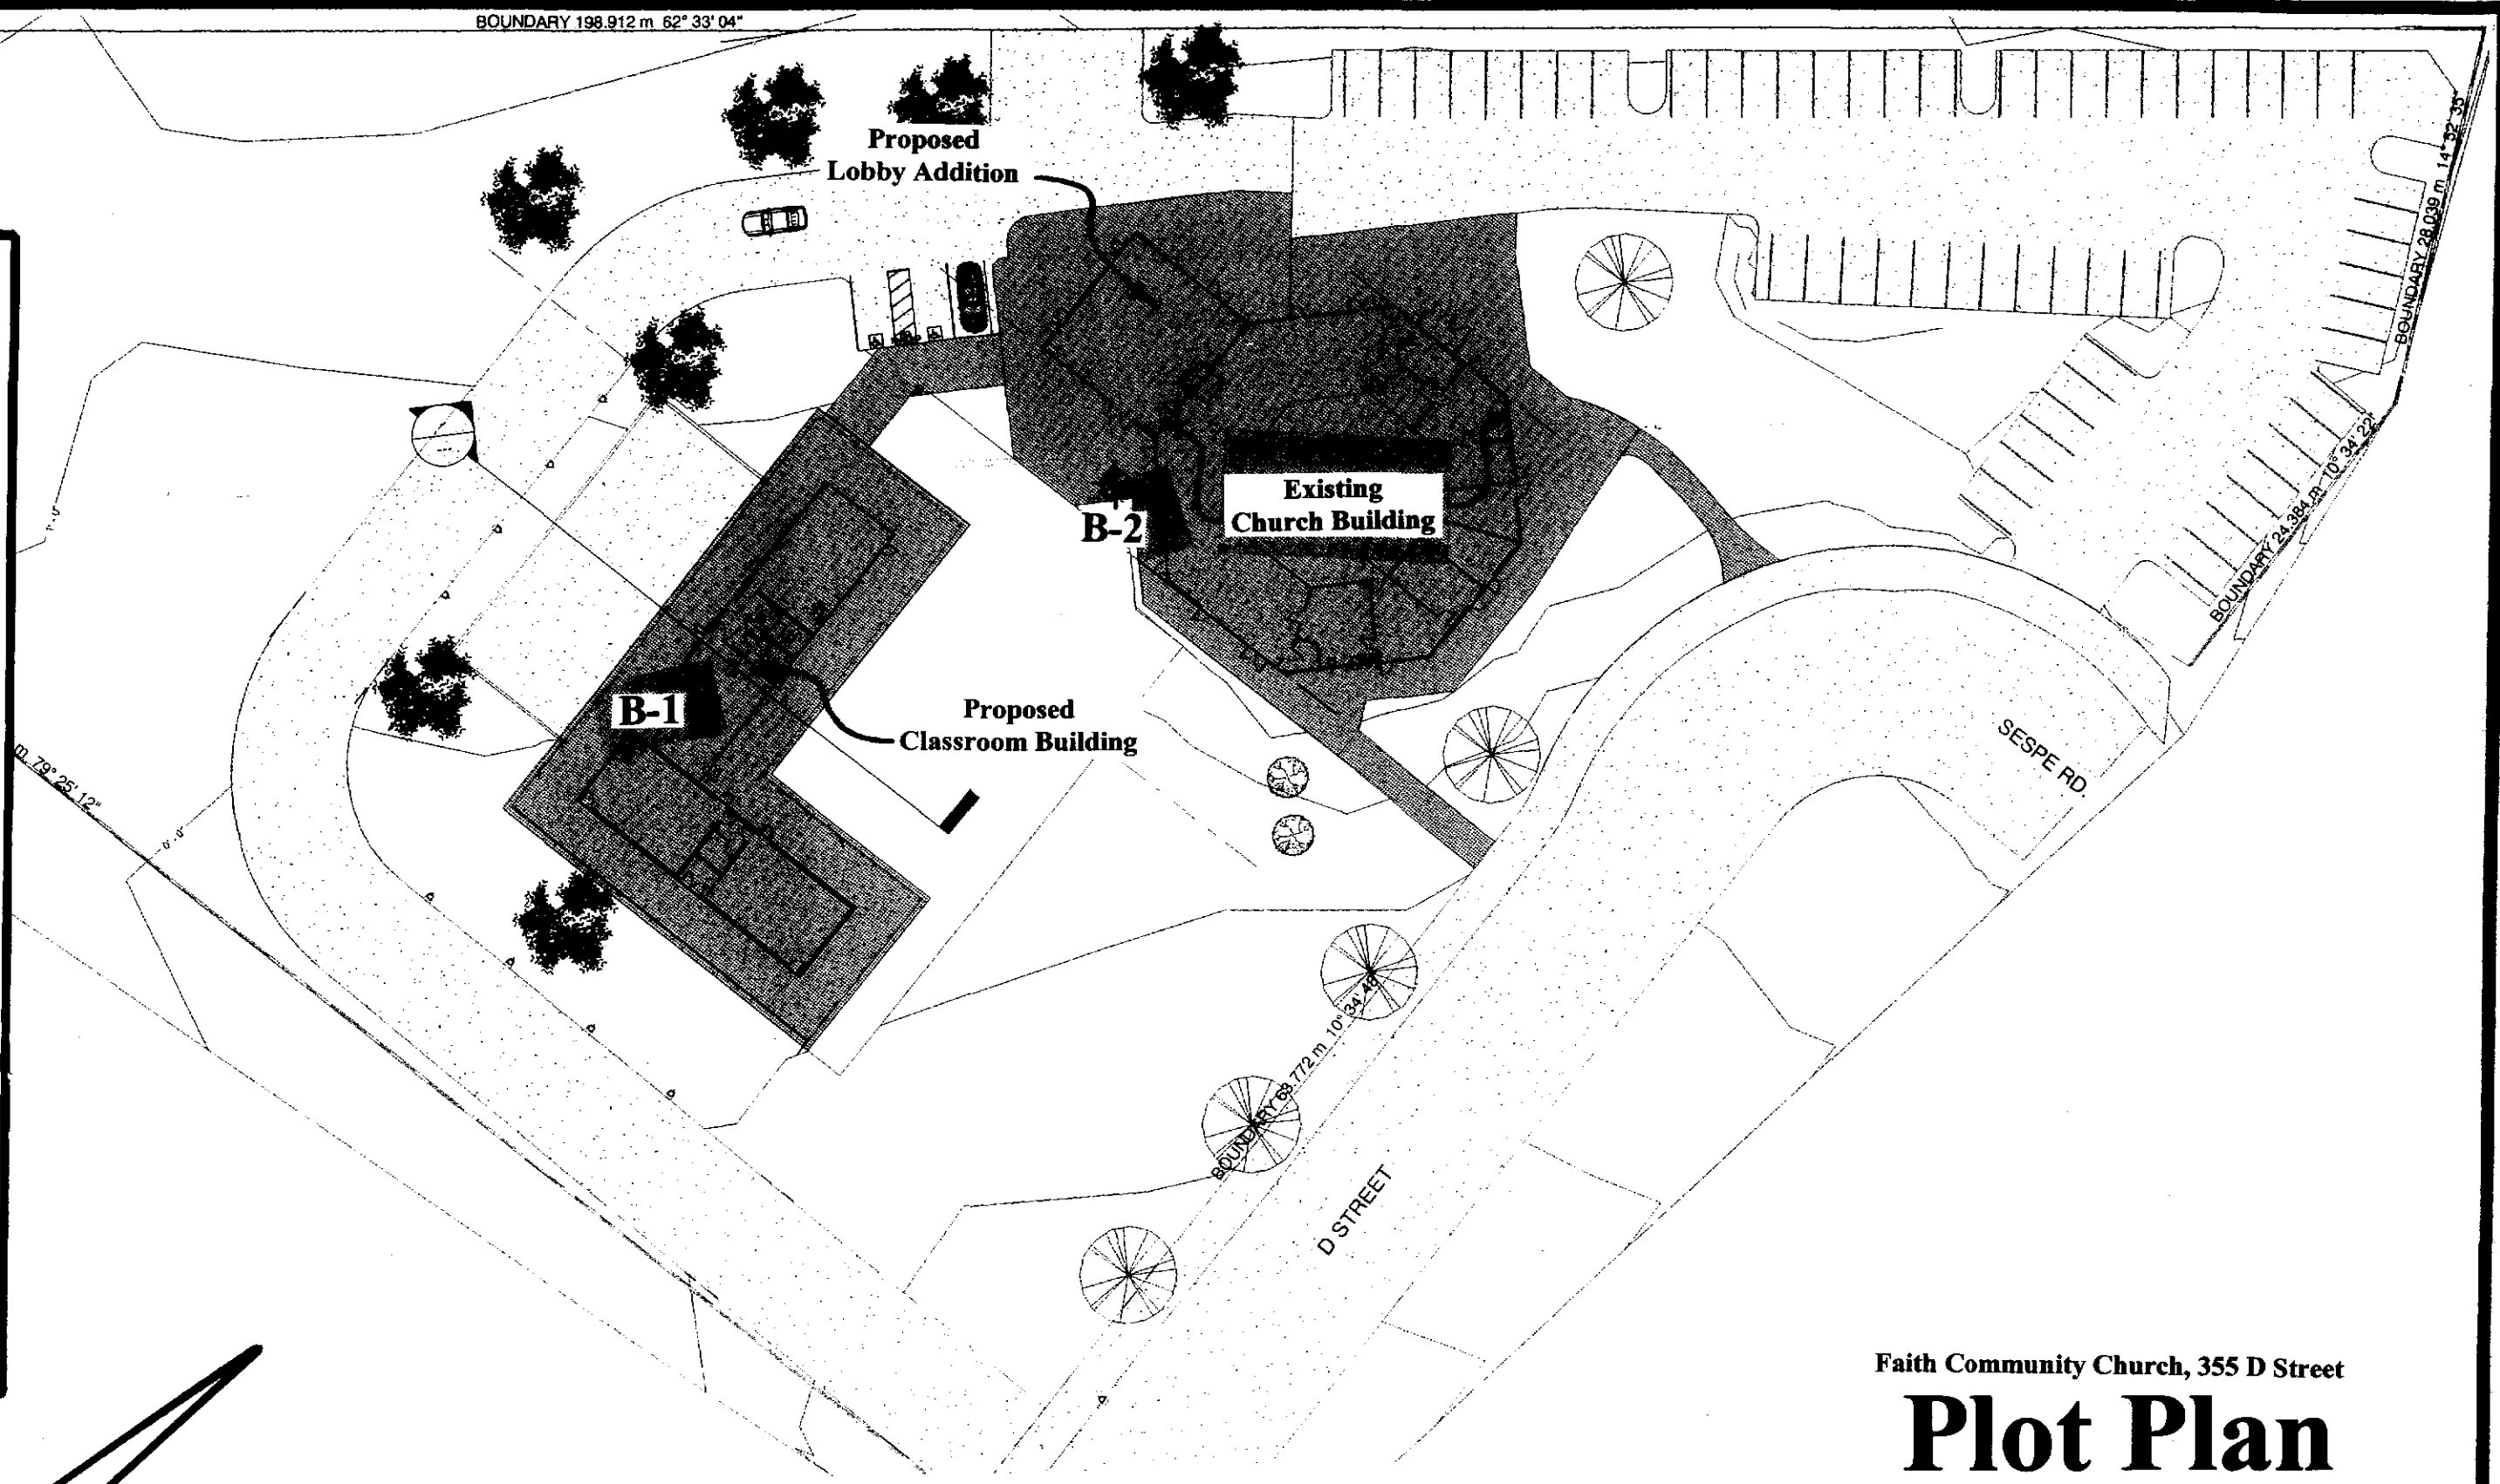 BOUNDARY 198.912 m 62° 33' 04"
Proposed
Lobby Addition
BOUNDARY 28.039 m 14° 52' 35"
Existing
Church Building
B-2
BOUNDARY 24.384 m 10° 34' 22"
B-1
Proposed
Classroom Building
SESPE RD.
m 79° 25' 12"
BOUNDARY 63.772 m 10° 34' 48"
D STREET
Faith Community Church, 355 D Street
Plot Plan